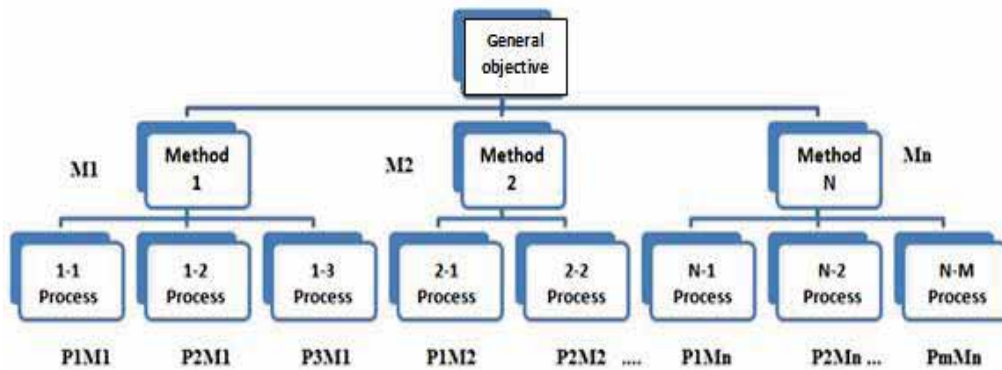 General
objective
M1
Method
1
M2
Method
2
Method
N
Mn
1-1
Process
1-2
Process
1-3
Process
2-1
Process
2-2
Process
N-1
Process
N-2
Process
N-M
Process
P1M1 P2M1 P3M1 P1M2 P2M2 .... P1Mn P2Mn ... PmMn